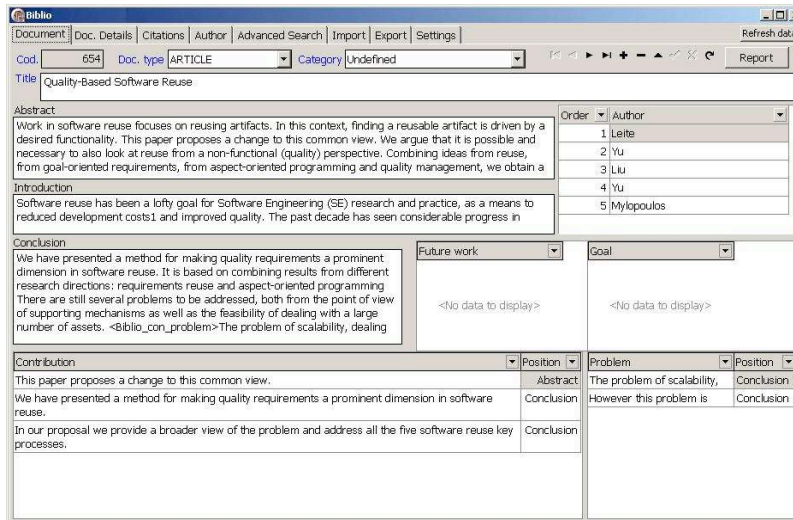 Biblio
Document Doc. Details Citations Author Advanced Search Import Export Settings Refresh data
Cod. 654 Doc. type ARTICLE Category Undefined Report
Title Quality-Based Software Reuse
Abstract
Work in software reuse focuses on reusing artifacts. In this context, finding a reusable artifact is driven by a
desired functionality. This paper proposes a change to this common view. We argue that it is possible and
necessary to also look at reuse from a non-functional (quality) perspective. Combining ideas from reuse,
from goal-oriented requirements, from aspect-oriented programming and quality management, we obtain a
Order Author
1 Leite
2 Yu
3 Liu
4 Yu
5 Mylopoulos
Introduction
Software reuse has been a lofty goal for Software Engineering (SE) research and practice, as a means to
reduced development costs1 and improved quality. The past decade has seen considerable progress in
Conclusion
We have presented a method for making quality requirements a prominent
dimension in software reuse. It is based on combining results from different
research directions: requirements reuse and aspect-oriented programming
There are still several problems to be addressed, both from the point of view
of supporting mechanisms as well as the feasibility of dealing with a large
number of assets. <Biblio_con_problem>The problem of scalability, dealing
Future work
<No data to display>
Goal
<No data to display>
Contribution Position
This paper proposes a change to this common view. Abstract
We have presented a method for making quality requirements a prominent dimension in software Conclusion
reuse.
In our proposal we provide a broader view of the problem and address all the five software reuse key Conclusion
processes.
Problem Position
The problem of scalability, Conclusion
However this problem is Conclusion